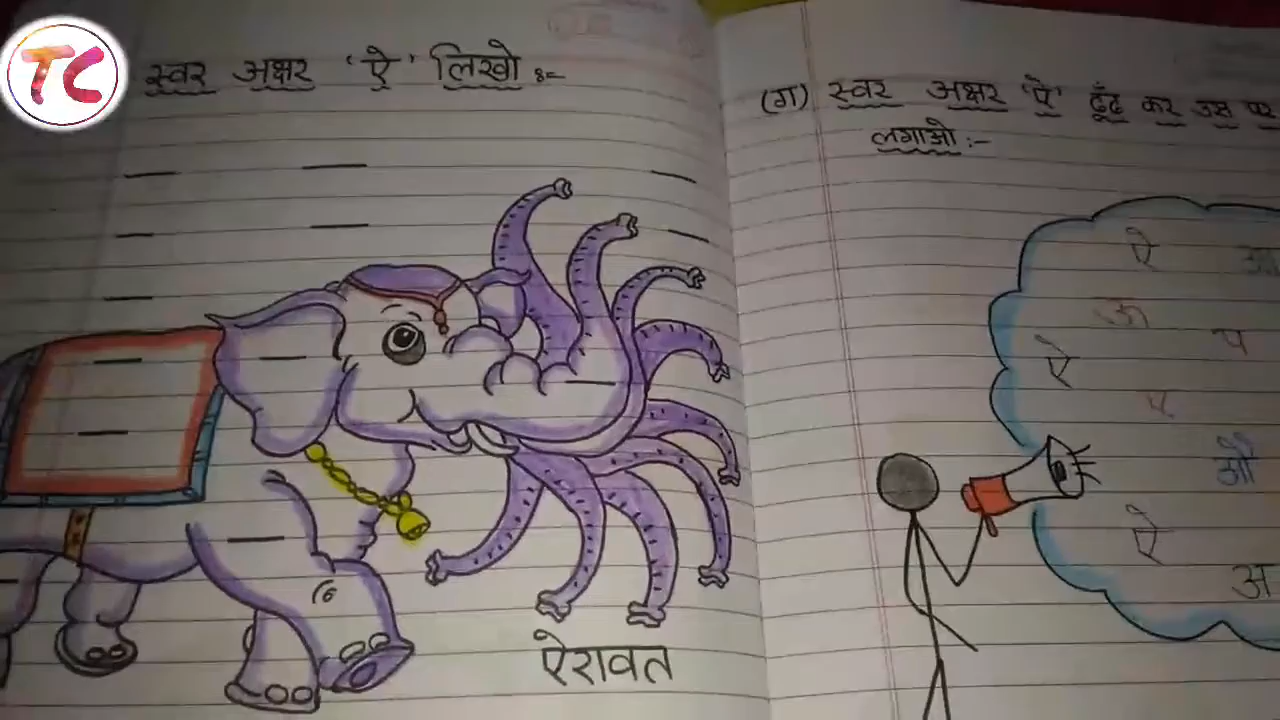 TC
स्वर अक्षर 'ऐ' लिखो :-
ऐरावत
(ग) स्वर अक्षर 'ऐ' ढूँढ कर उस पर
लगाओ :-
ऐ
ऐ
प
औ
ऐ
अ